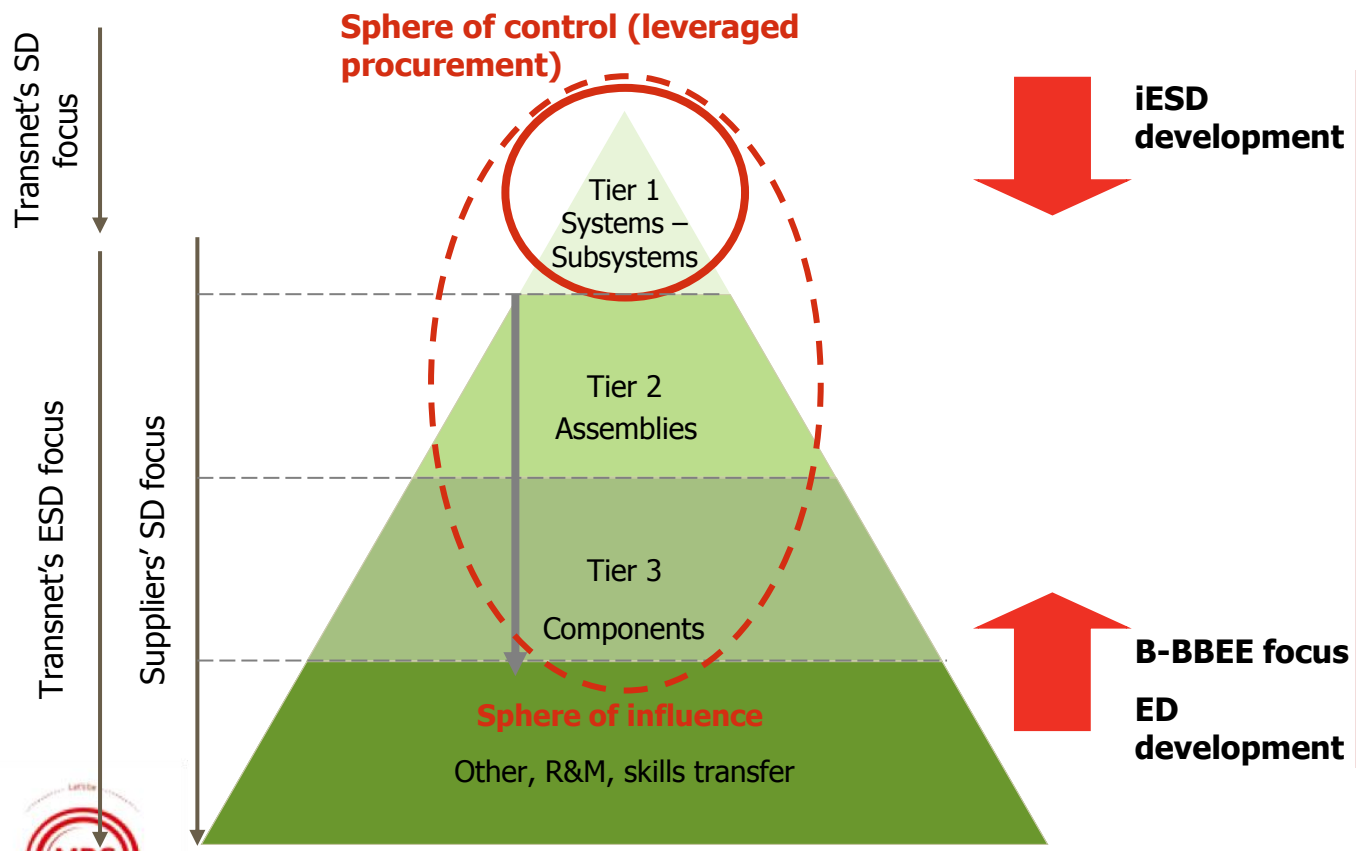 Sphere of control (leveraged
procurement)
Transnet's SD
focus
iESD
development
Tier 1
Systems –
Subsystems
Tier 2
Assemblies
Transnet's ESD focus
Suppliers' SD focus
Tier 3
Components
B-BBEE focus
ED
development
Sphere of influence
Other, R&M, skills transfer